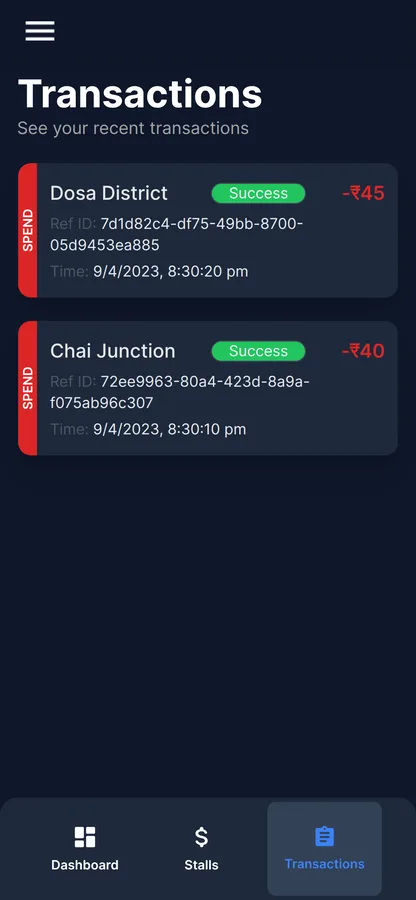 Transactions
See your recent transactions
SPEND
Dosa District
Success
-₹45
Ref ID: 7d1d82c4-df75-49bb-8700-
05d9453ea885
Time: 9/4/2023, 8:30:20 pm
SPEND
Chai Junction
Success
-₹40
Ref ID: 72ee9963-80a4-423d-8a9a-
f075ab96c307
Time: 9/4/2023, 8:30:10 pm
Dashboard
Stalls
Transactions